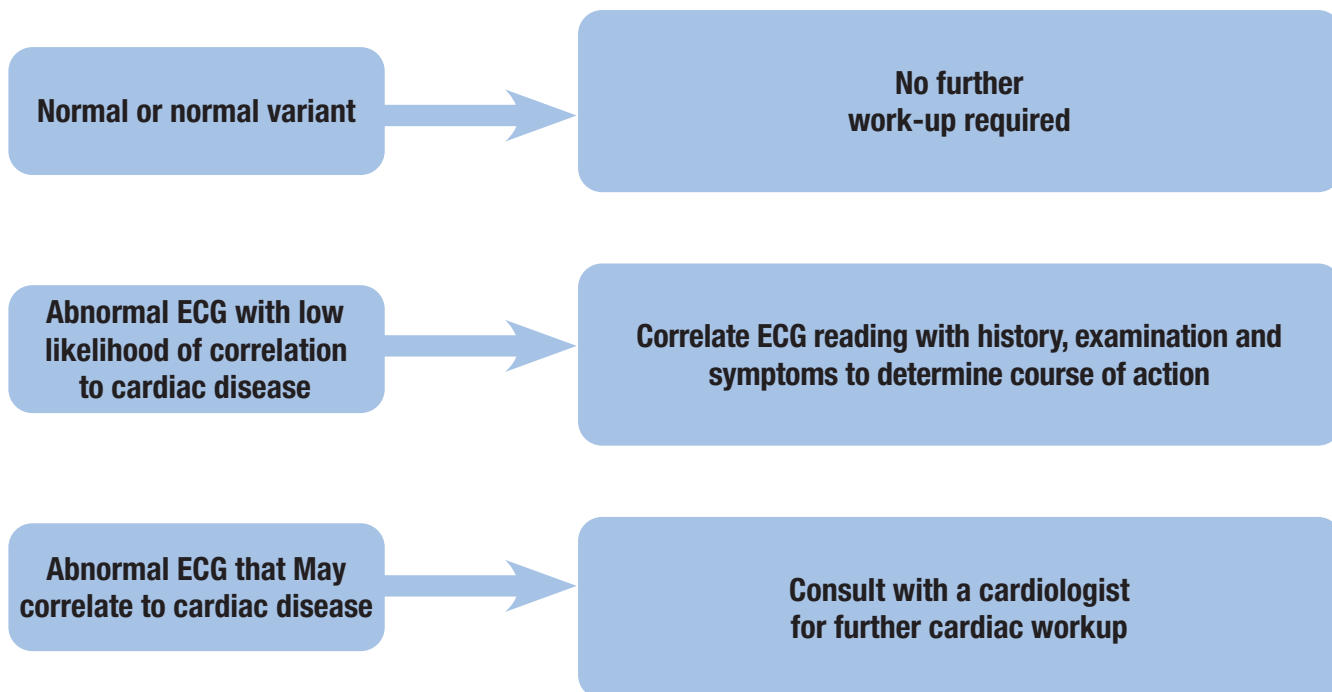 Normal or normal variant
No further
work-up required
Abnormal ECG with low
likelihood of correlation
to cardiac disease
Correlate ECG reading with history, examination and
symptoms to determine course of action
Abnormal ECG that May
correlate to cardiac disease
Consult with a cardiologist
for further cardiac workup